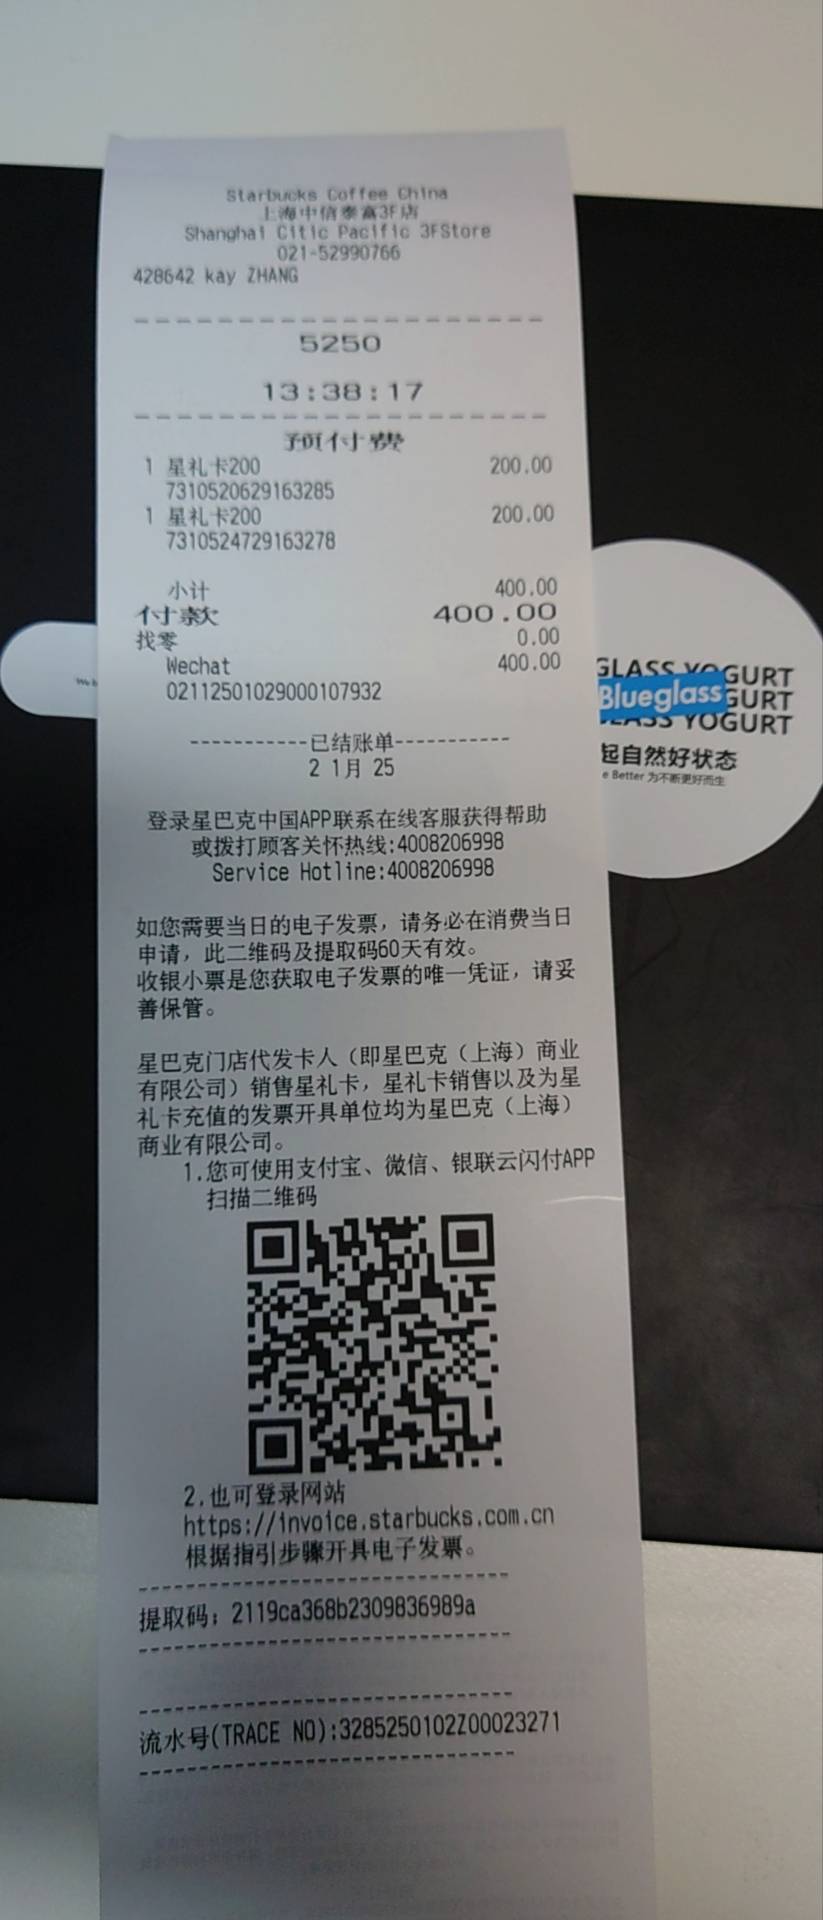 Starbucks Coffee China
上海中信泰富3F店
Shanghai Citic Pacific 3FStore
021-52990766
428642 kay ZHANG
5250
13:38:17
预付费
1 星礼卡200 200.00
7310520629163285
1 星礼卡200 200.00
7310524729163278
小计 400.00
付款 400.00
找零 0.00
Wechat 400.00
02112501029000107932
-----------已结账单-----------
2 1月 25
登录星巴克中国APP联系在线客服获得帮助
或拨打顾客关怀热线:4008206998
Service Hotline:4008206998
如您需要当日的电子发票，请务必在消费当日
申请，此二维码及提取码60天有效。
收银小票是您获取电子发票的唯一凭证，请妥
善保管。
星巴克门店代发卡人（即星巴克（上海）商业
有限公司）销售星礼卡，星礼卡销售以及为星
礼卡充值的发票开具单位均为星巴克（上海）
商业有限公司。
1.您可使用支付宝、微信、银联云闪付APP
扫描二维码
2.也可登录网站
https://invoice.starbucks.com.cn
根据指引步骤开具电子发票。
提取码：2119ca368b2309836989a
流水号(TRACE NO):3285250102Z00023271
GLASS YOGURT
Blueglass GURT
YOGURT
起自然好状态
e Better 为不断更好而生